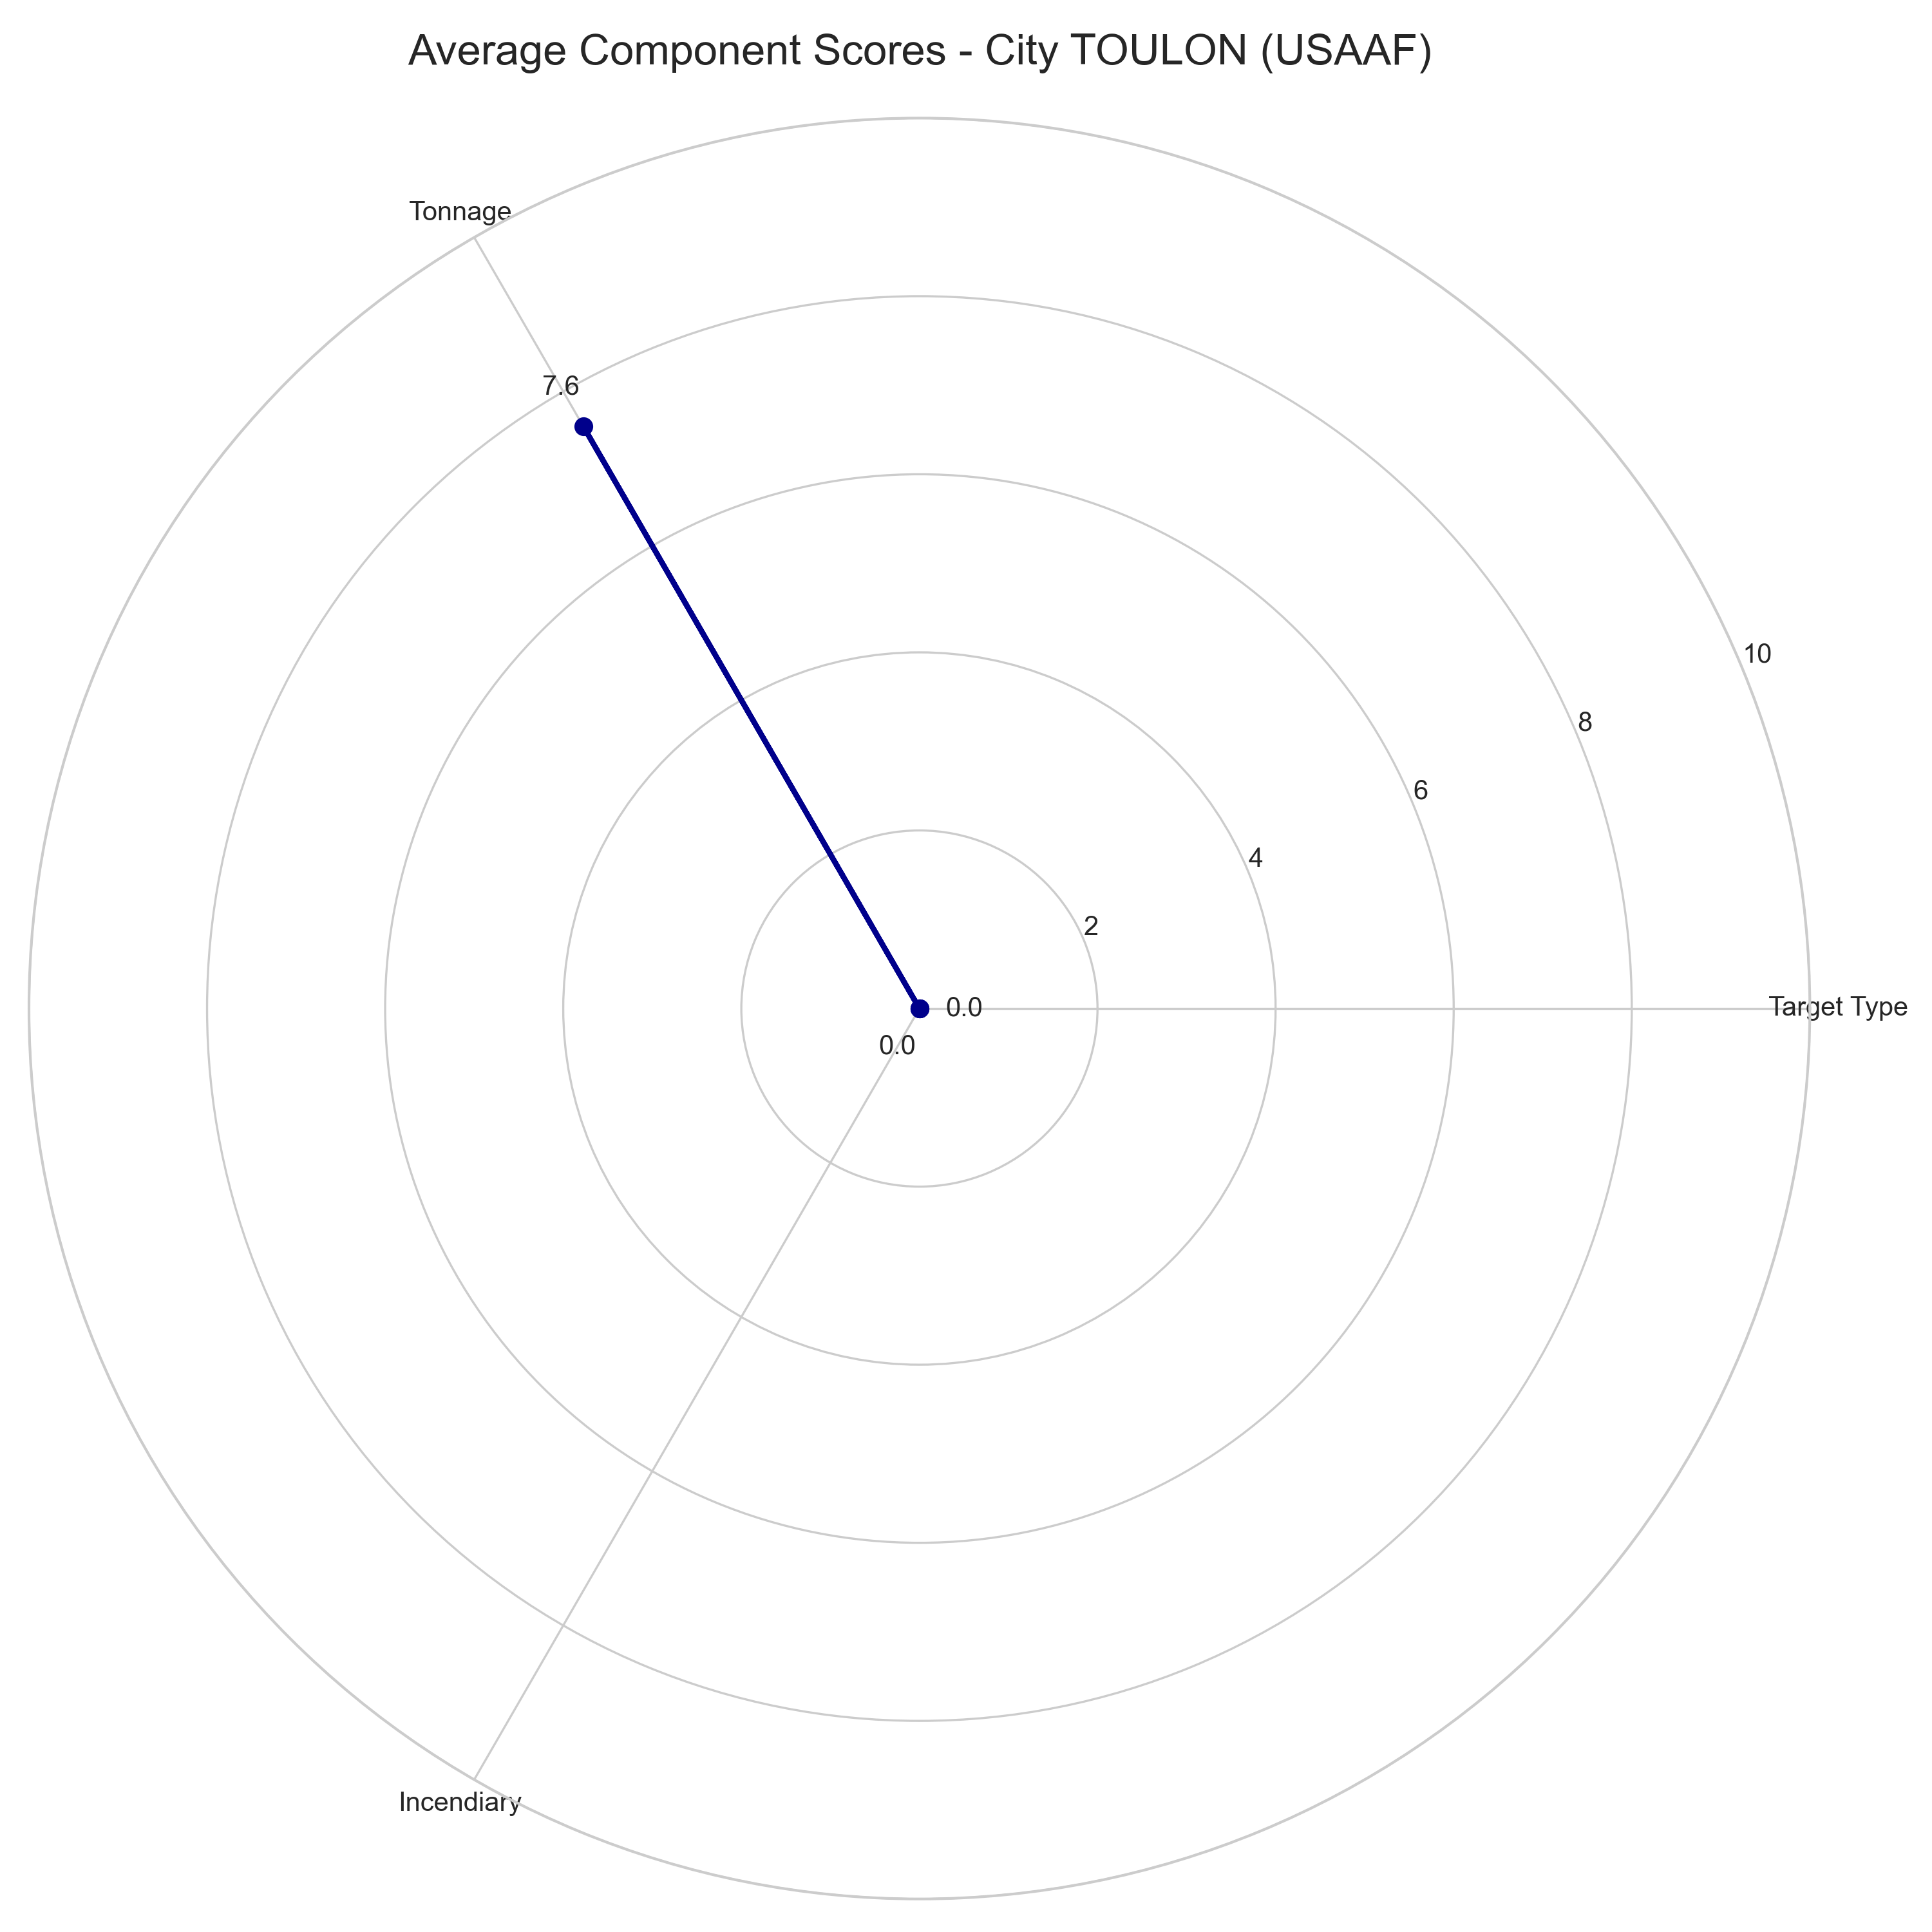 Average Component Scores - City TOULON (USAAF)
Tonnage
7.6
10
8
6
4
2
0.0
Target Type
0.0
Incendiary